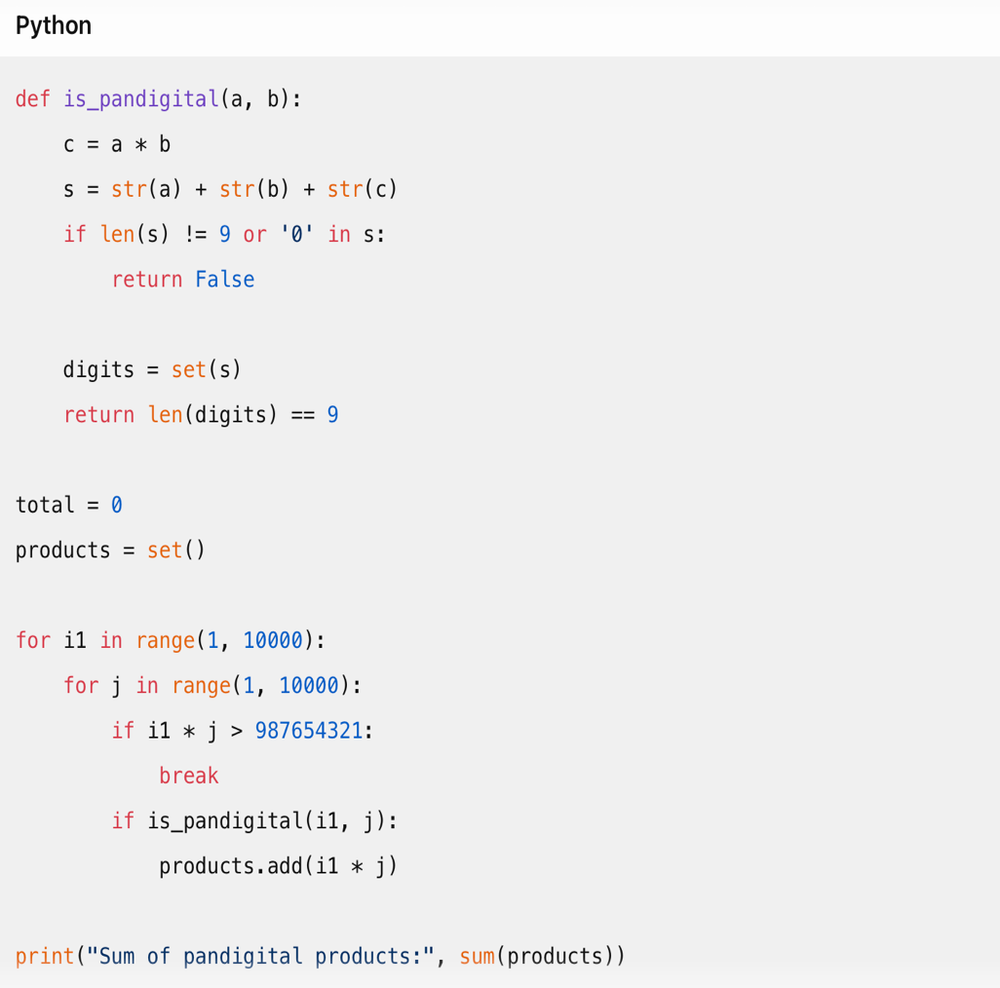 Python
def is_pandigital(a, b):
    c = a * b
    s = str(a) + str(b) + str(c)
    if len(s) != 9 or '0' in s:
        return False
    digits = set(s)
    return len(digits) == 9
total = 0
products = set()
for i1 in range(1, 10000):
    for j in range(1, 10000):
        if i1 * j > 987654321:
            break
        if is_pandigital(i1, j):
            products.add(i1 * j)
print("Sum of pandigital products:", sum(products))